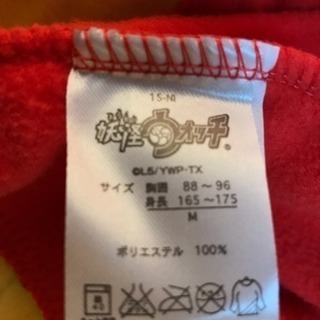 15-NI
妖怪ウォッチ
©L5/YWP・TX
サイズ 胸囲 88～96
身長 165～175
M
ポリエステル 100%